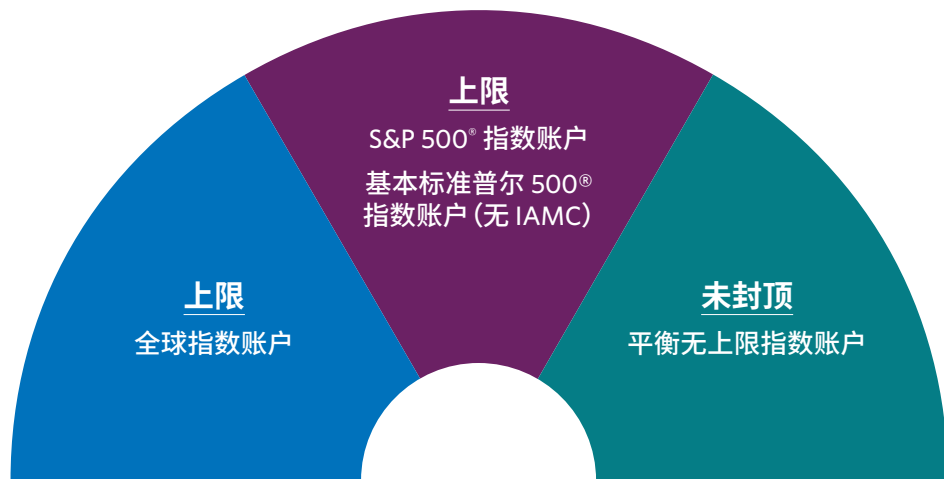 上限
S&P 500® 指数账户
基本标准普尔 500®
指数账户（无 IAMC）
上限
全球指数账户
未封顶
平衡无上限指数账户